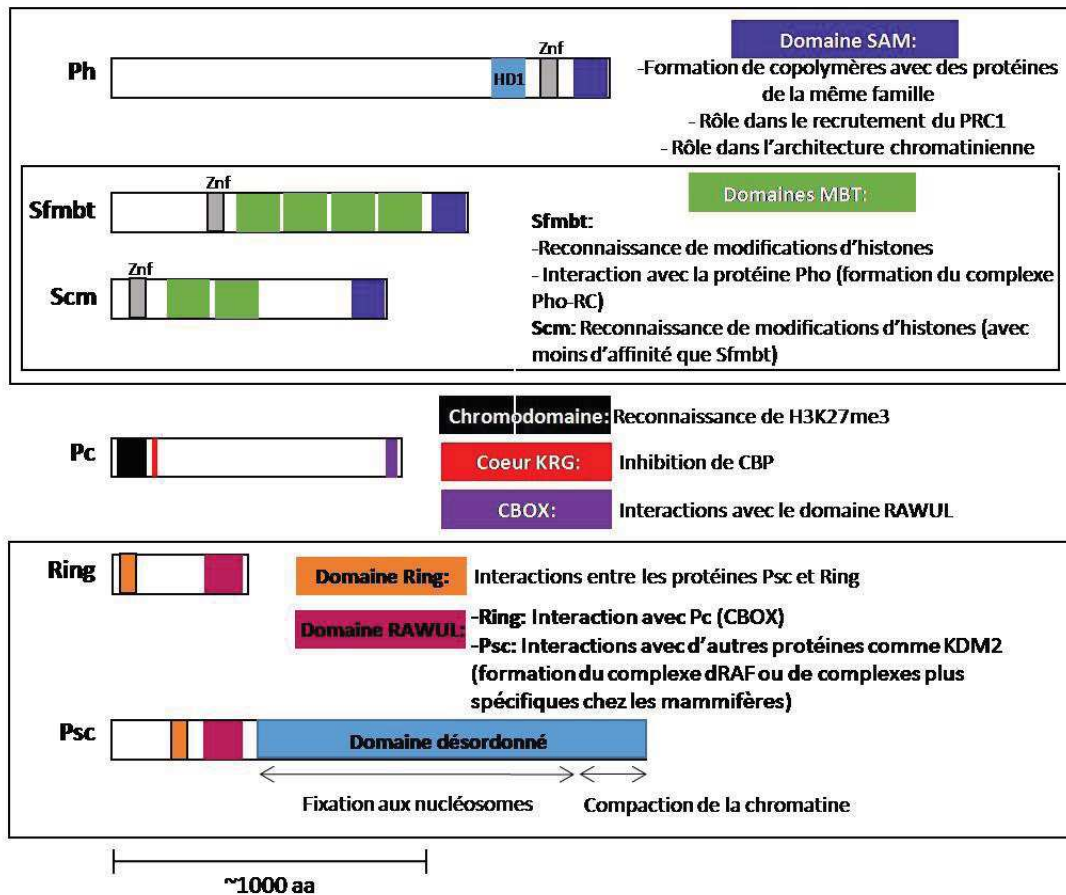 Ph
HD1
Znf
Domaine SAM:
-Formation de copolymères avec des protéines
de la même famille
- Rôle dans le recrutement du PRC1
- Rôle dans l'architecture chromatinienne
Sfmbt
Znf
Scm
Znf
Domaines MBT:
Sfmbt:
-Reconnaissance de modifications d'histones
- Interaction avec la protéine Pho (formation du complexe
Pho-RC)
Scm: Reconnaissance de modifications d'histones (avec
moins d'affinité que Sfmbt)
Pc
Chromodomaine: Reconnaissance de H3K27me3
Coeur KRG: Inhibition de CBP
CBOX: Interactions avec le domaine RAWUL
Ring
Domaine Ring: Interactions entre les protéines Psc et Ring
Domaine RAWUL:
-Ring: Interaction avec Pc (CBOX)
-Psc: Interactions avec d'autres protéines comme KDM2
(formation du complexe dRAF ou de complexes plus
spécifiques chez les mammifères)
Psc
Domaine désordonné
Fixation aux nucléosomes
Compaction de la chromatine
~1000 aa